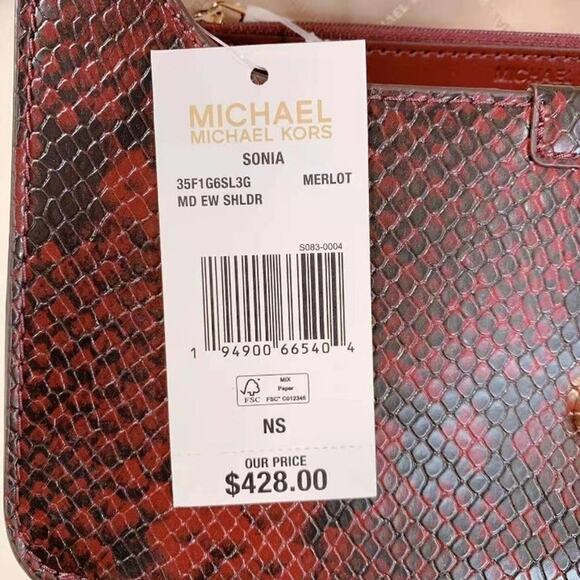 MICHAEL
MICHAEL KORS
SONIA
35F1G6SL3G MERLOT
MD EW SHLDR
S083-0004
1 94900 66540 4
FSC
MIX
Paper
FSC® C012345
NS
OUR PRICE
$428.00